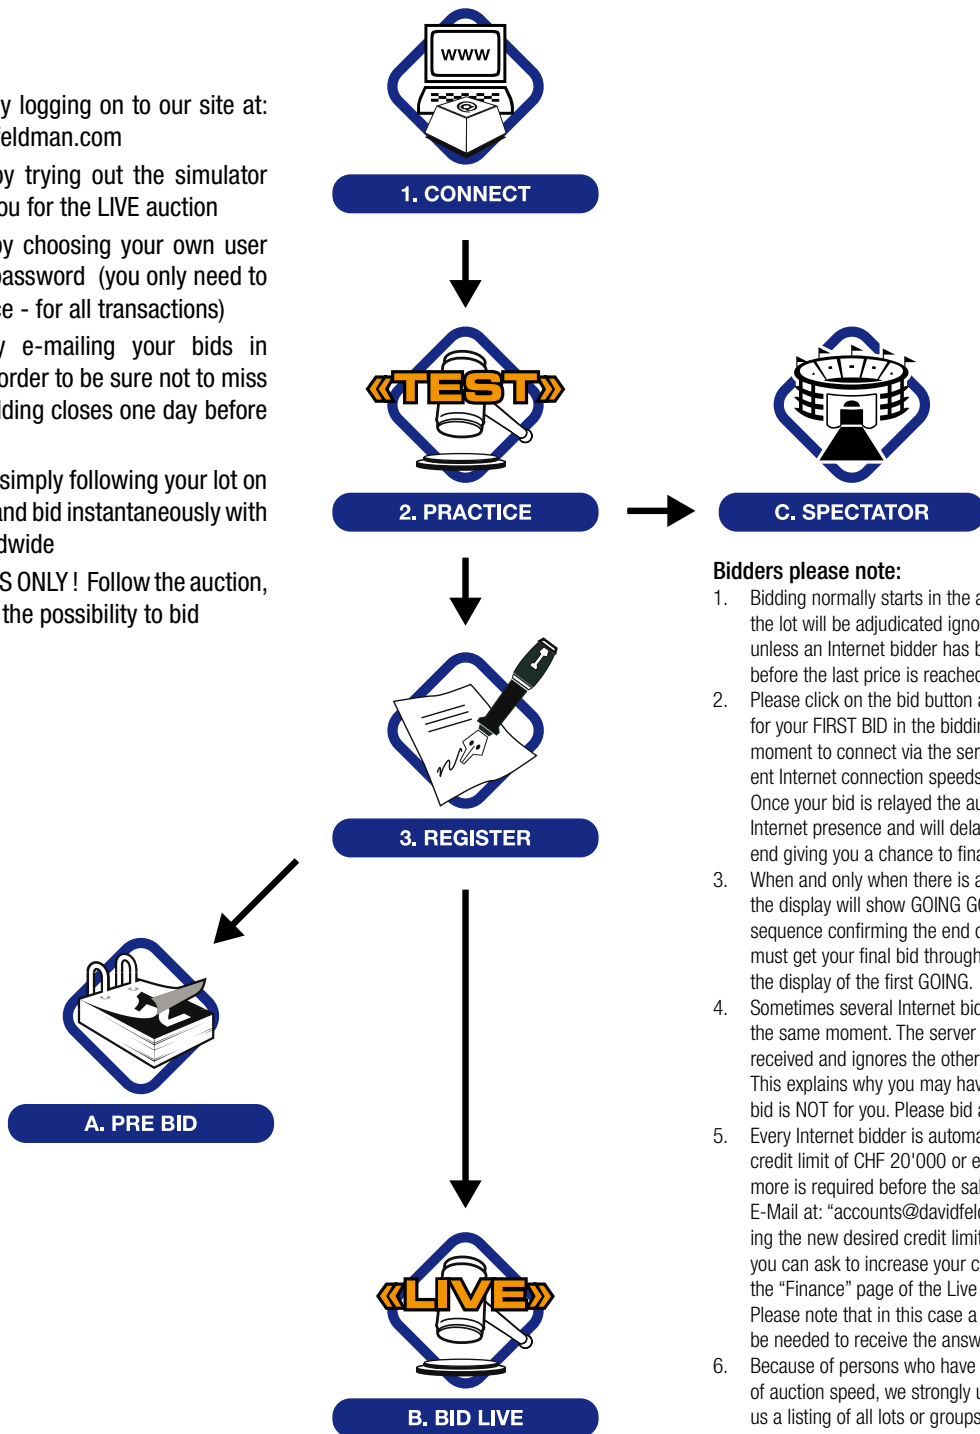 y logging on to our site at:
feldman.com
by trying out the simulator
ou for the LIVE auction
by choosing your own user
password (you only need to
ce - for all transactions)
y e-mailing your bids in
order to be sure not to miss
dding closes one day before
simply following your lot on
and bid instantaneously with
dwide
S ONLY ! Follow the auction,
the possibility to bid
WWW
@
1. CONNECT
«TEST»
2. PRACTICE
C. SPECTATOR
3. REGISTER
A. PRE BID
«LIVE»
B. BID LIVE
Bidders please note:
1. Bidding normally starts in the a
the lot will be adjudicated igno
unless an Internet bidder has b
before the last price is reached
2. Please click on the bid button a
for your FIRST BID in the biddin
moment to connect via the ser
ent Internet connection speeds
Once your bid is relayed the au
Internet presence and will dela
end giving you a chance to fina
3. When and only when there is a
the display will show GOING GO
sequence confirming the end o
must get your final bid through
the display of the first GOING.
4. Sometimes several Internet bid
the same moment. The server
received and ignores the other
This explains why you may hav
bid is NOT for you. Please bid a
5. Every Internet bidder is automa
credit limit of CHF 20'000 or e
more is required before the sal
E-Mail at: “accounts@davidfeld
ing the new desired credit limit
you can ask to increase your c
the “Finance” page of the Live
Please note that in this case a
be needed to receive the answ
6. Because of persons who have
of auction speed, we strongly u
us a listing of all lots or groups